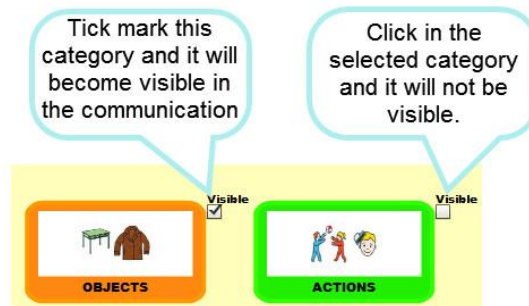 Tick mark this
category and it will
become visible in
the communication
Click in the
selected category
and it will not be
visible.
Visible
Visible
OBJECTS
ACTIONS